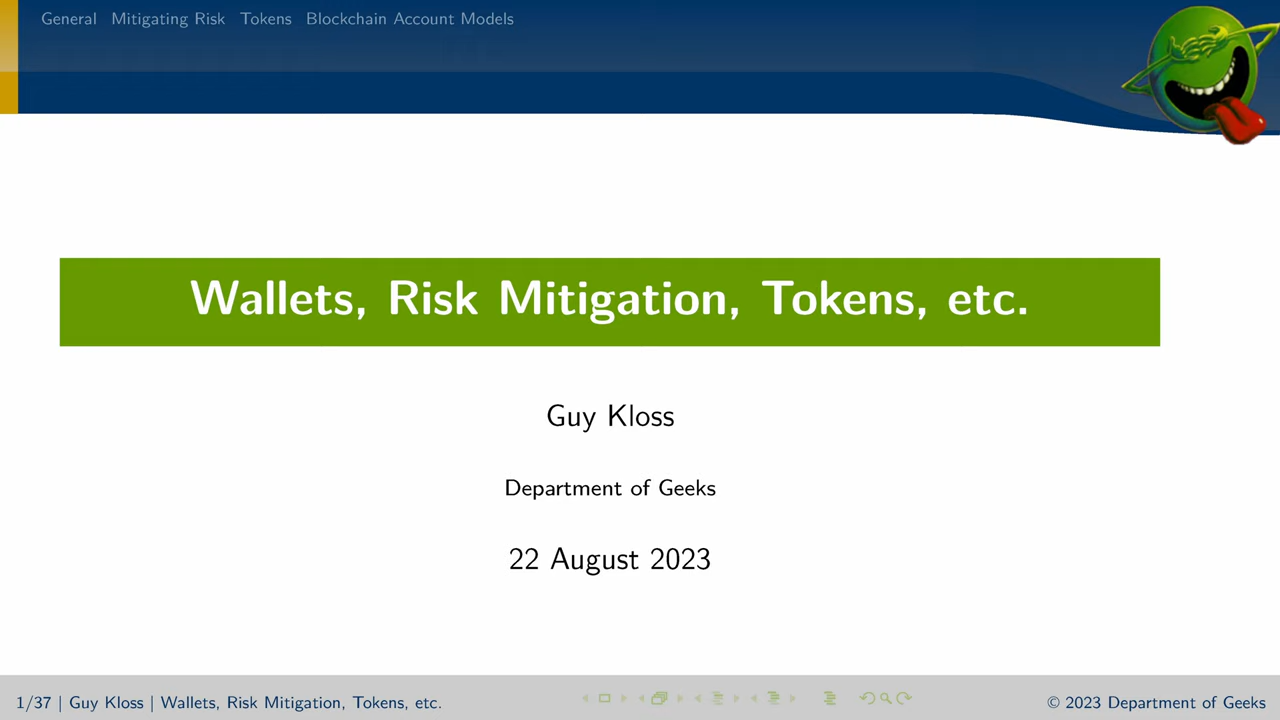 General Mitigating Risk Tokens Blockchain Account Models
Wallets, Risk Mitigation, Tokens, etc.
Guy Kloss
Department of Geeks
22 August 2023
1/37 | Guy Kloss | Wallets, Risk Mitigation, Tokens, etc.
© 2023 Department of Geeks